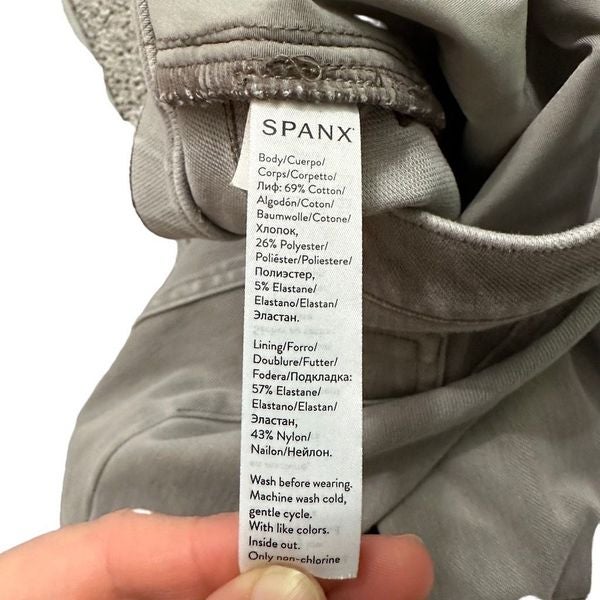 SPANX
Body/Cuerpo/
Corps/Corpetto/
Лиф: 69% Cotton/
Algodón/Coton/
Baumwolle/Cotone/
Хлопок,
26% Polyester/
Poliéster/Poliestere/
Полиэстер,
5% Elastane/
Elastano/Elastan/
Эластан.
Lining/Forro/
Doublure/Futter/
Fodera/Подкладка:
57% Elastane/
Elastano/Elastan/
Эластан,
43% Nylon/
Nailon/Нейлон.
Wash before wearing.
Machine wash cold,
gentle cycle.
With like colors.
Inside out.
Only non-chlorine